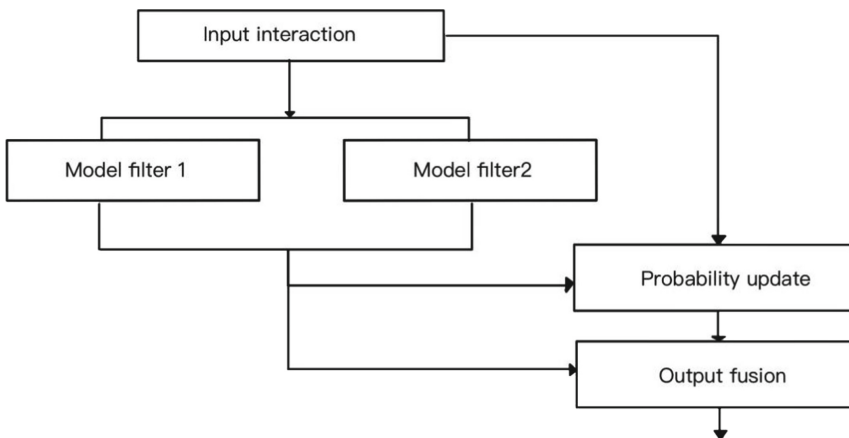 Input interaction
Model filter 1
Model filter2
Probability update
Output fusion